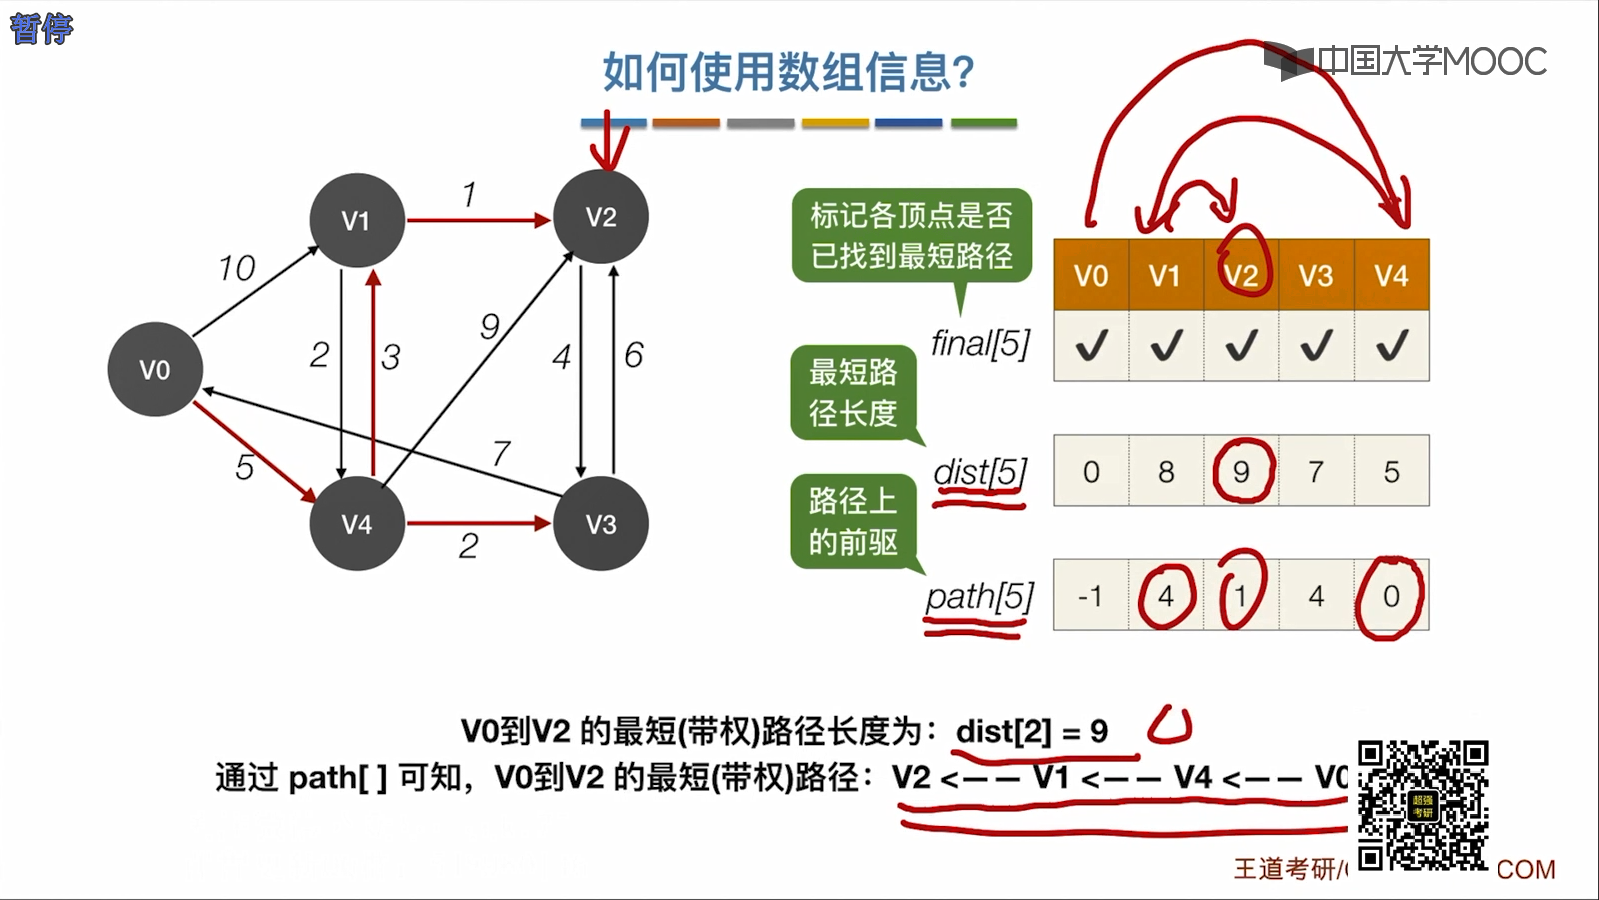 暂停
如何使用数组信息?
中国大学MOOC
标记各顶点是否
已找到最短路径
V0 V1 V2 V3 V4
final[5] ✓ ✓ ✓ ✓ ✓
最短路
径长度
dist[5] 0 8 9 7 5
路径上
的前驱
path[5] -1 4 1 4 0
V1
1
V2
10
9
2
3
4
6
V0
7
5
V4
2
V3
V0到V2 的最短(带权)路径长度为：dist[2] = 9
通过 path[ ] 可知，V0到V2 的最短(带权)路径：V2 <—— V1 <—— V4 <—— V0
超强
考研
王道考研/ COM